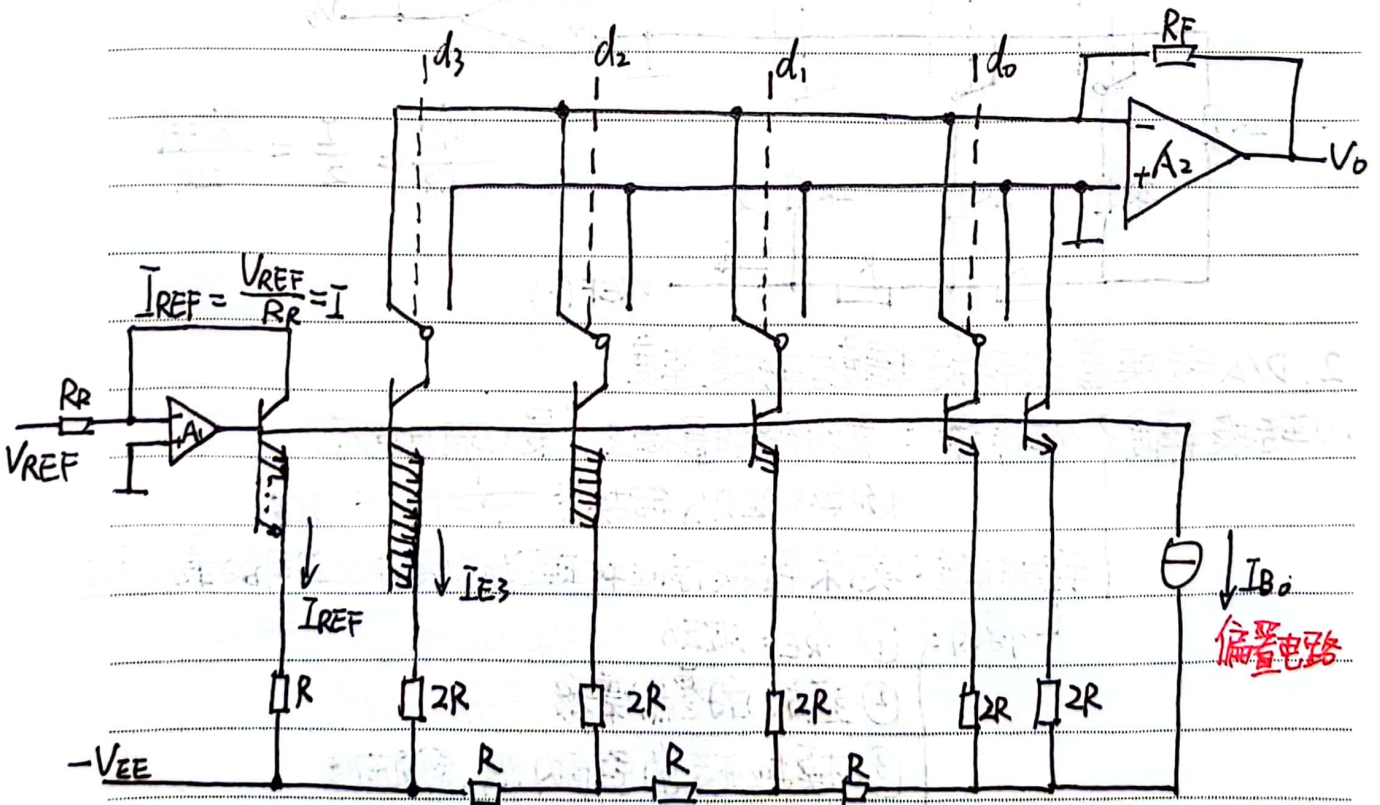 d3 d2 d1 d0 RF
- + A2 Vo
IREF = VREF/RR = I
RR
VREF
- + A1
IREF
IE3
IB0
偏置电路
R 2R 2R 2R 2R 2R
-VEE R R R